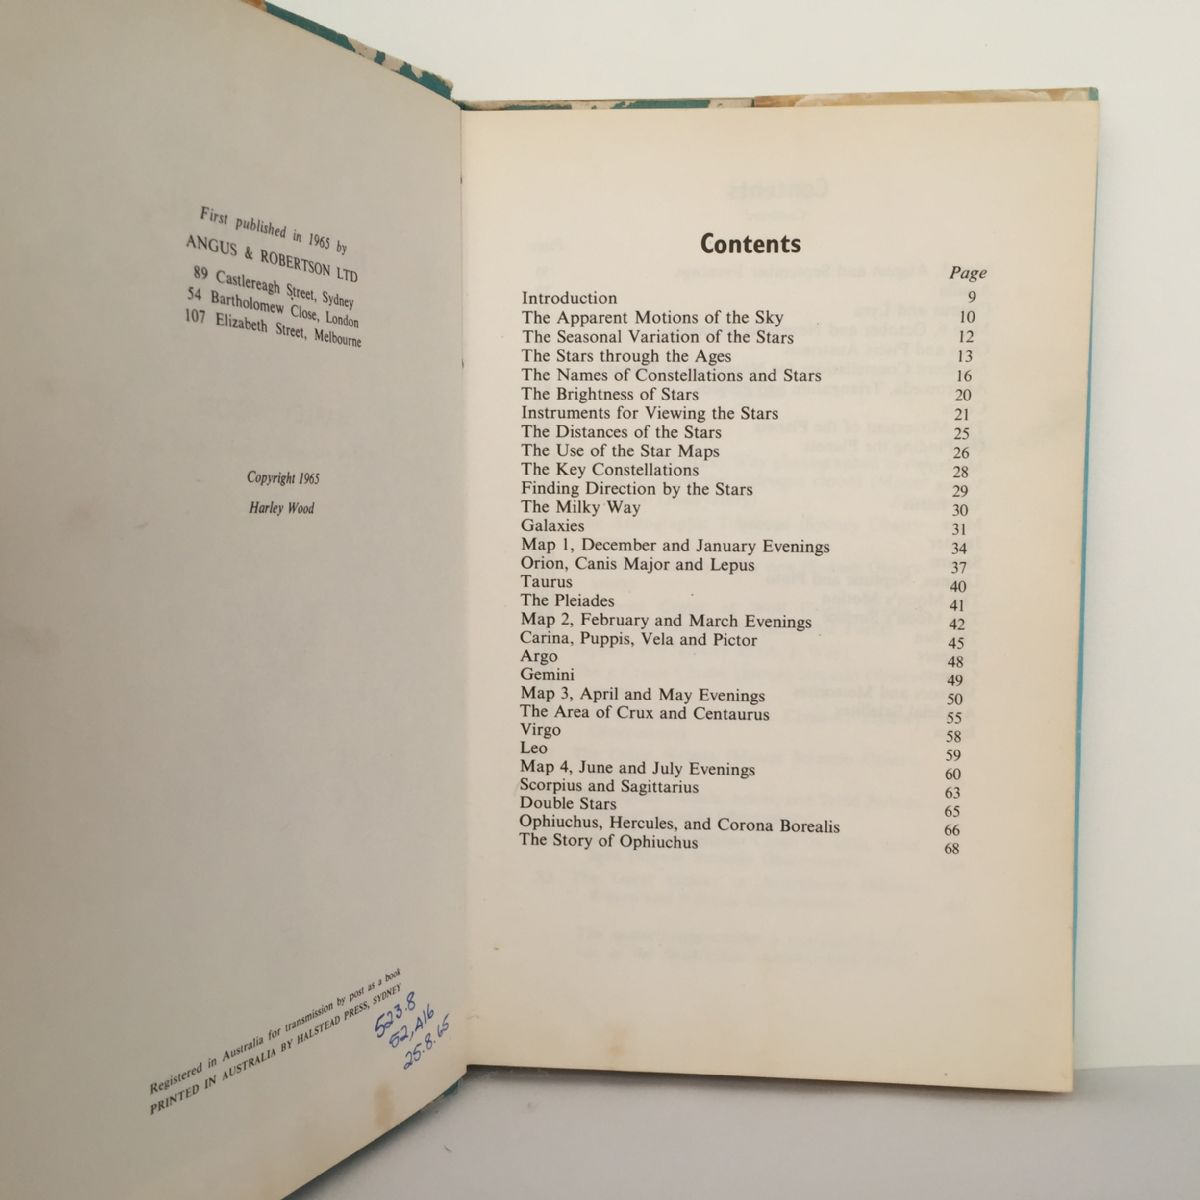 First published in 1965 by
ANGUS & ROBERTSON LTD
89 Castlereagh Street, Sydney
54 Bartholomew Close, London
107 Elizabeth Street, Melbourne
Copyright 1965
Harley Wood
Registered in Australia for transmission by post as a book
PRINTED IN AUSTRALIA BY HALSTEAD PRESS, SYDNEY
523.8
52,A16
25.8.65
Contents
Page
Introduction 9
The Apparent Motions of the Sky 10
The Seasonal Variation of the Stars 12
The Stars through the Ages 13
The Names of Constellations and Stars 16
The Brightness of Stars 20
Instruments for Viewing the Stars 21
The Distances of the Stars 25
The Use of the Star Maps 26
The Key Constellations 28
Finding Direction by the Stars 29
The Milky Way 30
Galaxies 31
Map 1, December and January Evenings 34
Orion, Canis Major and Lepus 37
Taurus 40
The Pleiades 41
Map 2, February and March Evenings 42
Carina, Puppis, Vela and Pictor 45
Argo 48
Gemini 49
Map 3, April and May Evenings 50
The Area of Crux and Centaurus 55
Virgo 58
Leo 59
Map 4, June and July Evenings 60
Scorpius and Sagittarius 63
Double Stars 65
Ophiuchus, Hercules, and Corona Borealis 66
The Story of Ophiuchus 68